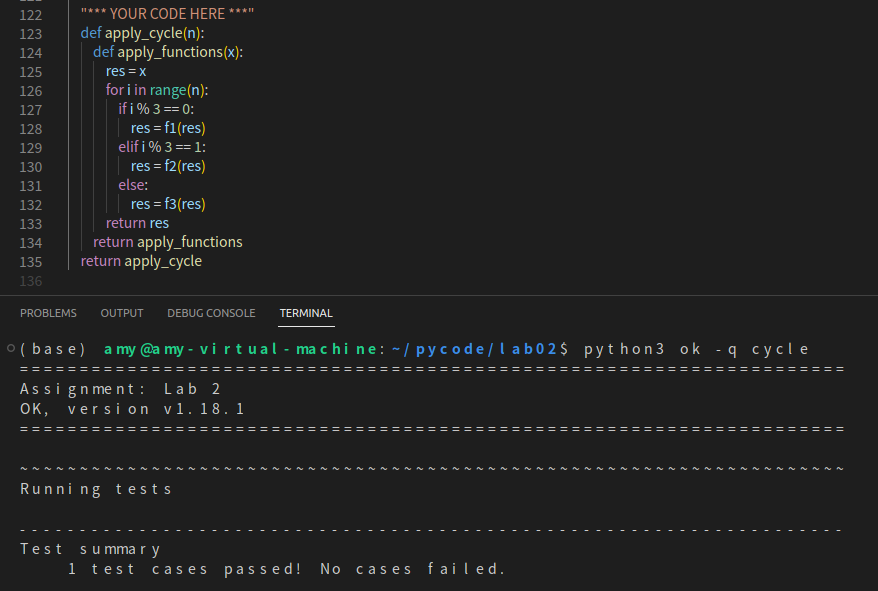 122 "*** YOUR CODE HERE ***"
123 def apply_cycle(n):
124 def apply_functions(x):
125 res = x
126 for i in range(n):
127 if i % 3 == 0:
128 res = f1(res)
129 elif i % 3 == 1:
130 res = f2(res)
131 else:
132 res = f3(res)
133 return res
134 return apply_functions
135 return apply_cycle
136
PROBLEMS OUTPUT DEBUG CONSOLE TERMINAL
(base) amy@amy-virtual-machine:~/pycode/lab02$ python3 ok -q cycle
=====================================================================
Assignment: Lab 2
OK, version v1.18.1
=====================================================================
~~~~~~~~~~~~~~~~~~~~~~~~~~~~~~~~~~~~~~~~~~~~~~~~~~~~~~~~~~~~~~~~~~~~~
Running tests
---------------------------------------------------------------------
Test summary
1 test cases passed! No cases failed.